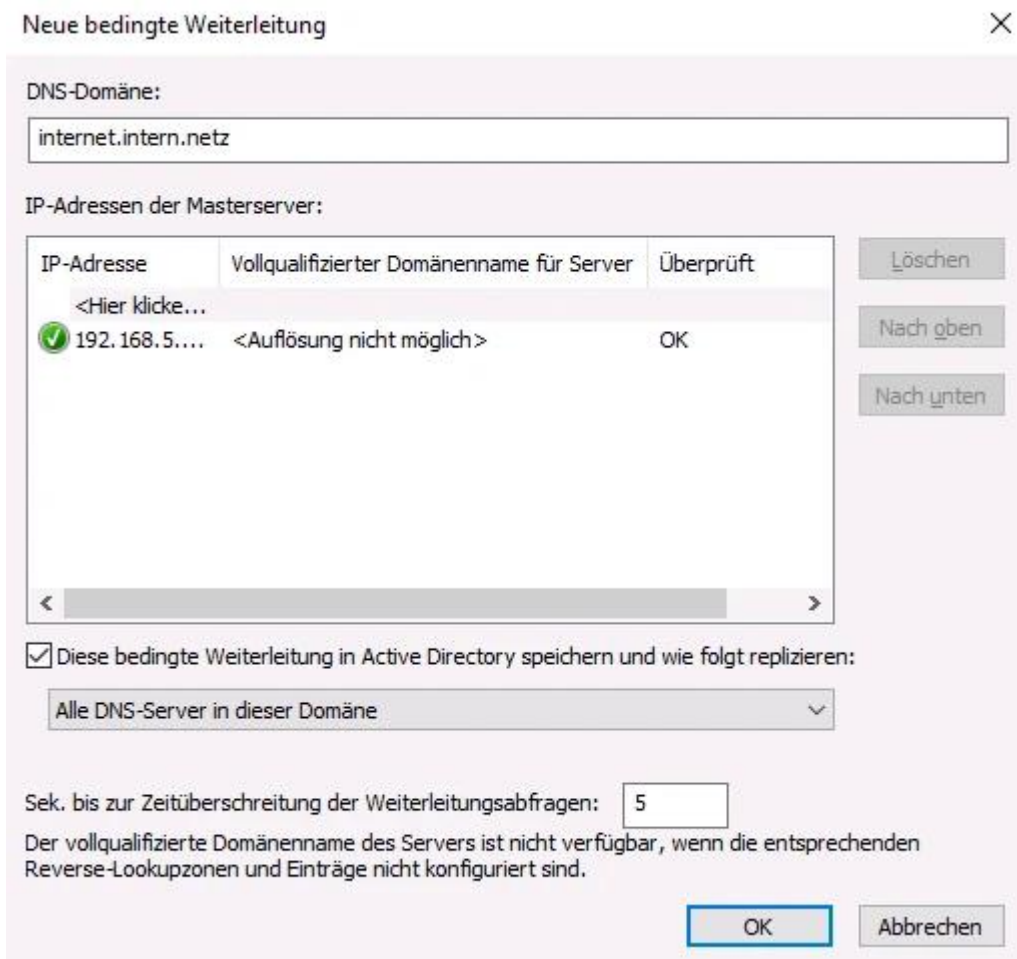 Neue bedingte Weiterleitung
DNS-Domäne:
internet.intern.netz
IP-Adressen der Masterserver:
IP-Adresse Vollqualifizierter Domänenname für Server Überprüft
<Hier klicke...
192.168.5.... <Auflösung nicht möglich> OK
Löschen
Nach oben
Nach unten
Diese bedingte Weiterleitung in Active Directory speichern und wie folgt replizieren:
Alle DNS-Server in dieser Domäne
Sek. bis zur Zeitüberschreitung der Weiterleitungsabfragen: 5
Der vollqualifizierte Domänenname des Servers ist nicht verfügbar, wenn die entsprechenden
Reverse-Lookupzonen und Einträge nicht konfiguriert sind.
OK Abbrechen